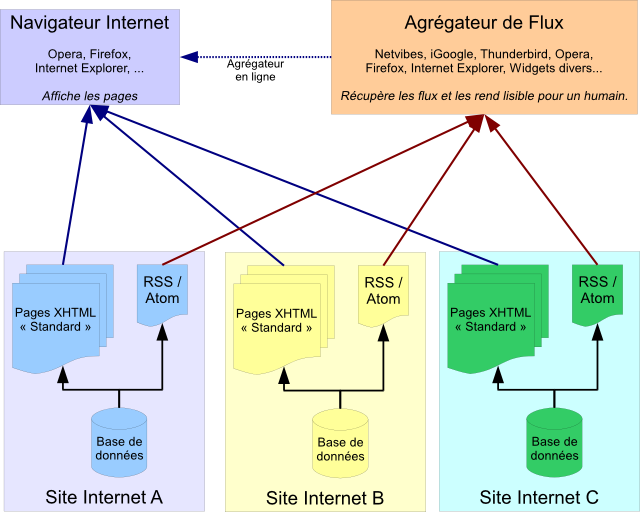 Navigateur Internet
Opera, Firefox,
Internet Explorer, ...
Affiche les pages
Agrégateur
en ligne
Agrégateur de Flux
Netvibes, iGoogle, Thunderbird, Opera,
Firefox, Internet Explorer, Widgets divers...
Récupère les flux et les rend lisible pour un humain.
Pages XHTML
« Standard »
RSS /
Atom
Base de
données
Site Internet A
Pages XHTML
« Standard »
RSS /
Atom
Base de
données
Site Internet B
Pages XHTML
« Standard »
RSS /
Atom
Base de
données
Site Internet C